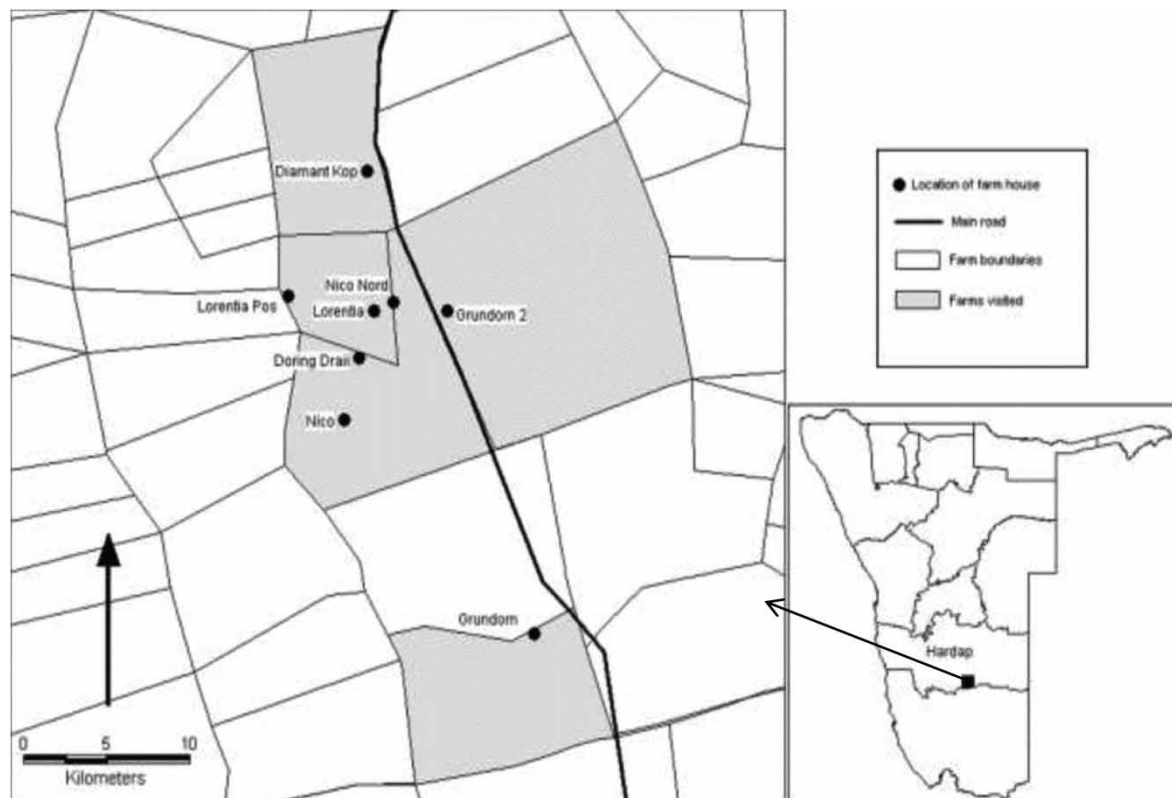 Diamant Kop
Nico Nord
Lorentia Pos
Lorentia
Grundorn 2
Doring Draii
Nico
Grundorn
0 5 10
Kilometers
Location of farm house
Main road
Farm boundaries
Farms visited
Hardap